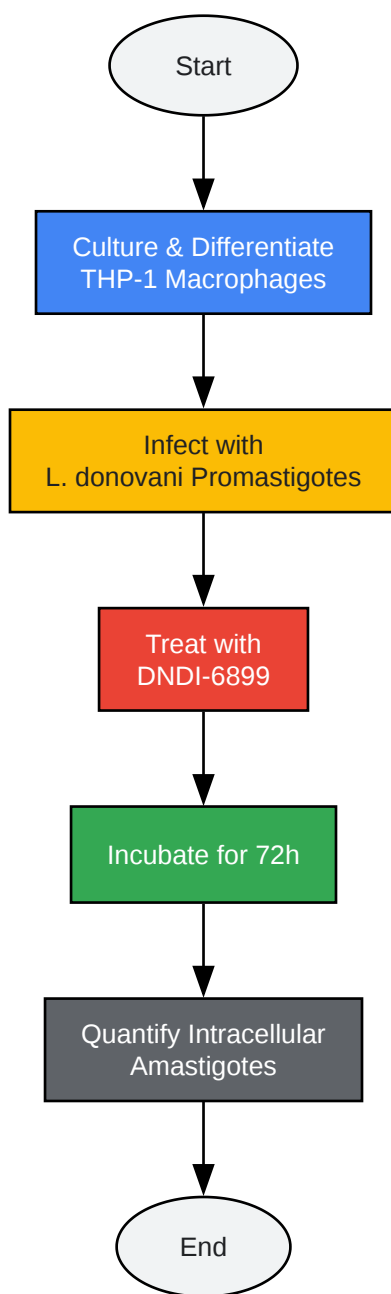 Start
Culture & Differentiate
THP-1 Macrophages
Infect with
L. donovani Promastigotes
Treat with
DNDI-6899
Incubate for 72h
Quantify Intracellular
Amastigotes
End